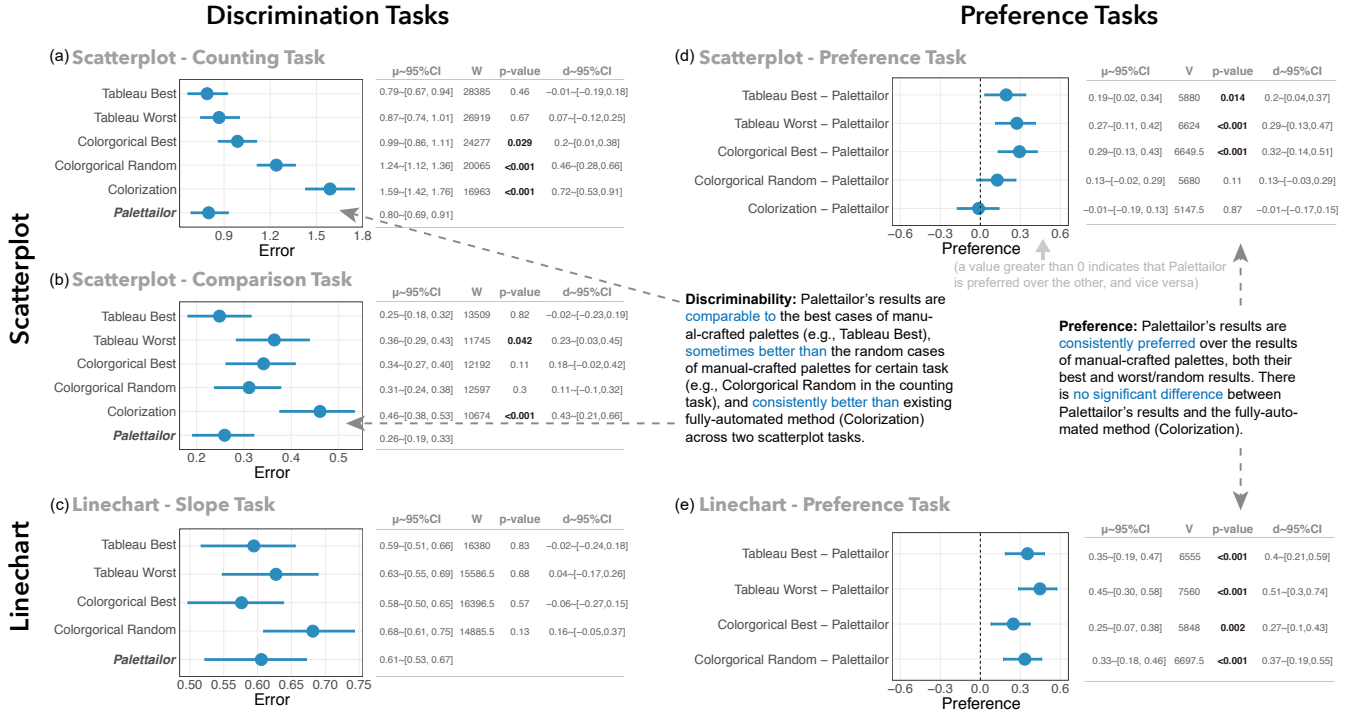 Discrimination Tasks
Preference Tasks
Scatterplot
Linechart
(a) Scatterplot - Counting Task
μ~95%CI W p-value d~95%CI
Tableau Best 0.79~[0.67, 0.94] 28385 0.46 −0.01~[−0.19,0.18]
Tableau Worst 0.87~[0.74, 1.01] 26919 0.67 0.07~[−0.12,0.25]
Colorgorical Best 0.99~[0.86, 1.11] 24277 0.029 0.2~[0.01,0.38]
Colorgorical Random 1.24~[1.12, 1.36] 20065 <0.001 0.46~[0.28,0.66]
Colorization 1.59~[1.42, 1.76] 16963 <0.001 0.72~[0.53,0.91]
Palettailor 0.80~[0.69, 0.91]
0.9 1.2 1.5 1.8
Error
(b) Scatterplot - Comparison Task
μ~95%CI W p-value d~95%CI
Tableau Best 0.25~[0.18, 0.32] 13509 0.82 −0.02~[−0.23,0.19]
Tableau Worst 0.36~[0.29, 0.43] 11745 0.042 0.23~[0.03,0.45]
Colorgorical Best 0.34~[0.27, 0.40] 12192 0.11 0.18~[−0.02,0.42]
Colorgorical Random 0.31~[0.24, 0.38] 12597 0.3 0.11~[−0.1,0.32]
Colorization 0.46~[0.38, 0.53] 10674 <0.001 0.43~[0.21,0.66]
Palettailor 0.26~[0.19, 0.33]
0.2 0.3 0.4 0.5
Error
(c) Linechart - Slope Task
μ~95%CI W p-value d~95%CI
Tableau Best 0.59~[0.51, 0.66] 16380 0.83 −0.02~[−0.24,0.18]
Tableau Worst 0.63~[0.55, 0.69] 15586.5 0.68 0.04~[−0.17,0.26]
Colorgorical Best 0.58~[0.50, 0.65] 16396.5 0.57 −0.06~[−0.27,0.15]
Colorgorical Random 0.68~[0.61, 0.75] 14885.5 0.13 0.16~[−0.05,0.37]
Palettailor 0.61~[0.53, 0.67]
0.50 0.55 0.60 0.65 0.70 0.75
Error
(d) Scatterplot - Preference Task
μ~95%CI V p-value d~95%CI
Tableau Best − Palettailor 0.19~[0.02, 0.34] 5880 0.014 0.2~[0.04,0.37]
Tableau Worst − Palettailor 0.27~[0.11, 0.42] 6624 <0.001 0.29~[0.13,0.47]
Colorgorical Best − Palettailor 0.29~[0.13, 0.43] 6649.5 <0.001 0.32~[0.14,0.51]
Colorgorical Random − Palettailor 0.13~[−0.02, 0.29] 5680 0.11 0.13~[−0.03,0.29]
Colorization − Palettailor −0.01~[−0.19, 0.13] 5147.5 0.87 −0.01~[−0.17,0.15]
−0.6 −0.3 0.0 0.3 0.6
Preference
(a value greater than 0 indicates that Palettailor
is preferred over the other, and vice versa)
Discriminability: Palettailor's results are
comparable to the best cases of manu-
al-crafted palettes (e.g., Tableau Best),
sometimes better than the random cases
of manual-crafted palettes for certain task
(e.g., Colorgorical Random in the counting
task), and consistently better than existing
fully-automated method (Colorization)
across two scatterplot tasks.
Preference: Palettailor's results are
consistently preferred over the results
of manual-crafted palettes, both their
best and worst/random results. There
is no significant difference between
Palettailor's results and the fully-auto-
mated method (Colorization).
(e) Linechart - Preference Task
μ~95%CI V p-value d~95%CI
Tableau Best − Palettailor 0.35~[0.19, 0.47] 6555 <0.001 0.4~[0.21,0.59]
Tableau Worst − Palettailor 0.45~[0.30, 0.58] 7560 <0.001 0.51~[0.3,0.74]
Colorgorical Best − Palettailor 0.25~[0.07, 0.38] 5848 0.002 0.27~[0.1,0.43]
Colorgorical Random − Palettailor 0.33~[0.18, 0.46] 6697.5 <0.001 0.37~[0.19,0.55]
−0.6 −0.3 0.0 0.3 0.6
Preference